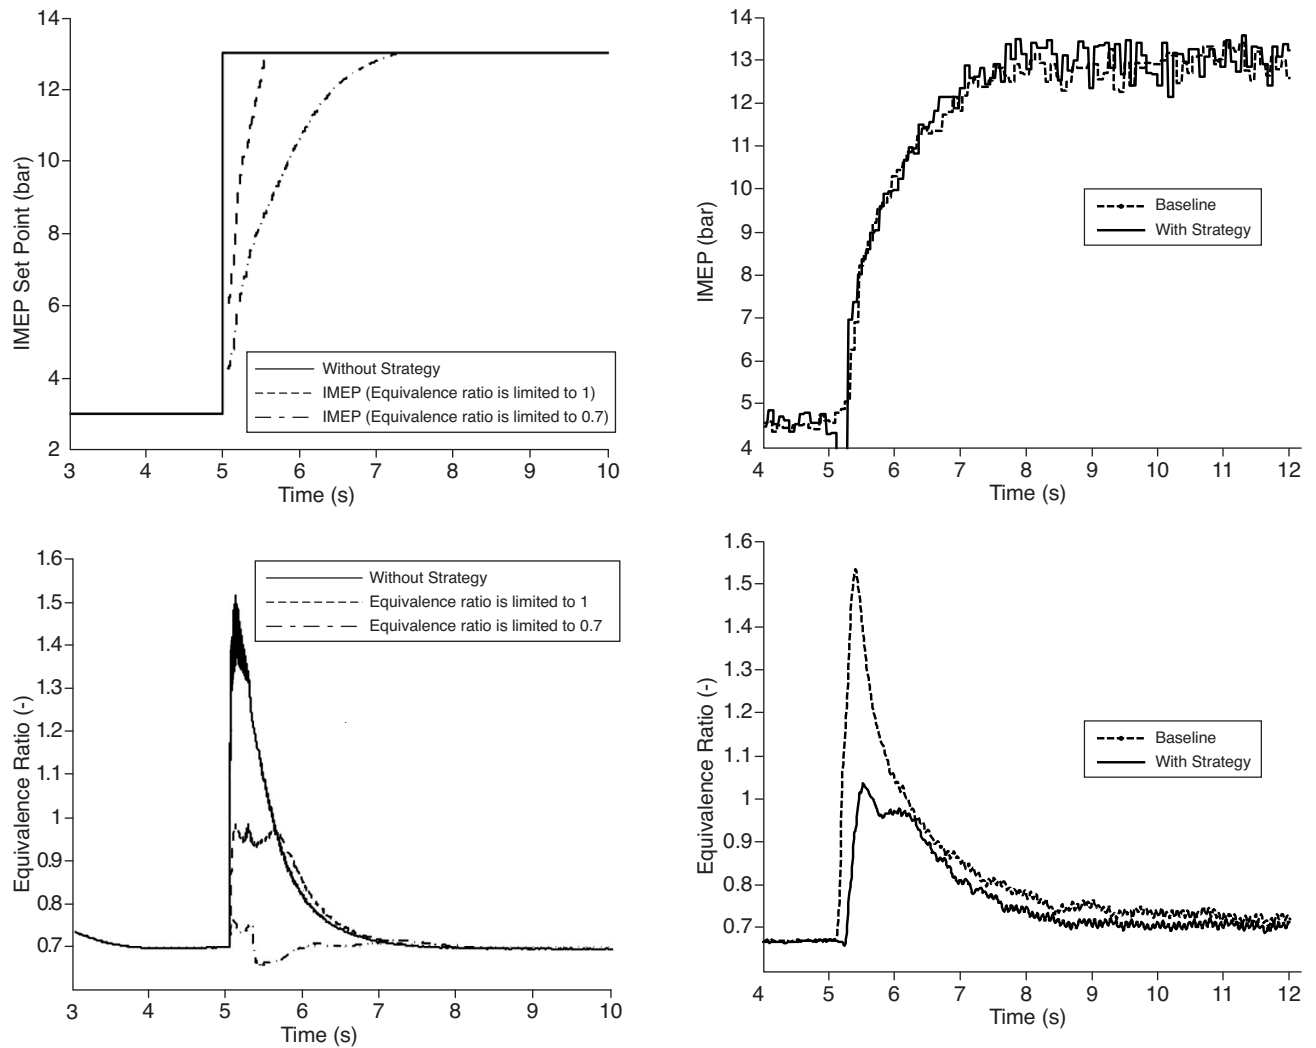 14
12
10
8
6
4
2
IMEP Set Point (bar)
Without Strategy
IMEP (Equivalence ratio is limited to 1)
IMEP (Equivalence ratio is limited to 0.7)
3 4 5 6 7 8 9 10
Time (s)
14
13
12
11
10
9
8
7
6
5
4
IMEP (bar)
Baseline
With Strategy
4 5 6 7 8 9 10 11 12
Time (s)
1.6
1.5
1.4
1.3
1.2
1.1
1
0.9
0.8
0.7
Equivalence Ratio (-)
Without Strategy
Equivalence ratio is limited to 1
Equivalence ratio is limited to 0.7
3 4 5 6 7 8 9 10
Time (s)
1.6
1.5
1.4
1.3
1.2
1.1
1
0.9
0.8
0.7
Equivalence Ratio (-)
Baseline
With Strategy
4 5 6 7 8 9 10 11 12
Time (s)